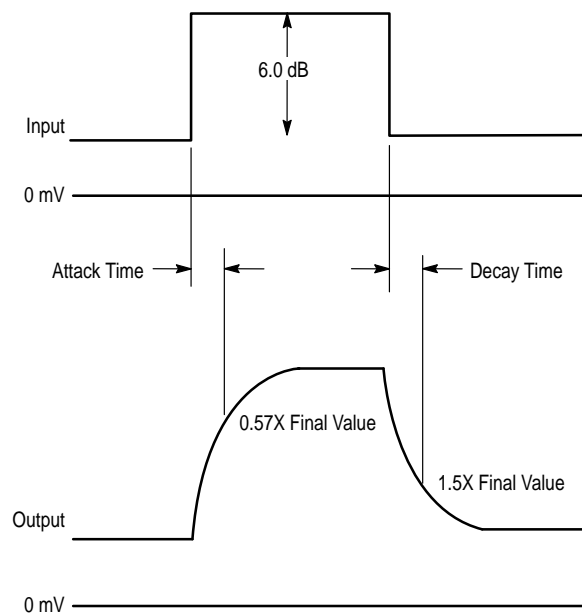 6.0 dB
Input
0 mV
Attack Time
Decay Time
0.57X Final Value
1.5X Final Value
Output
0 mV